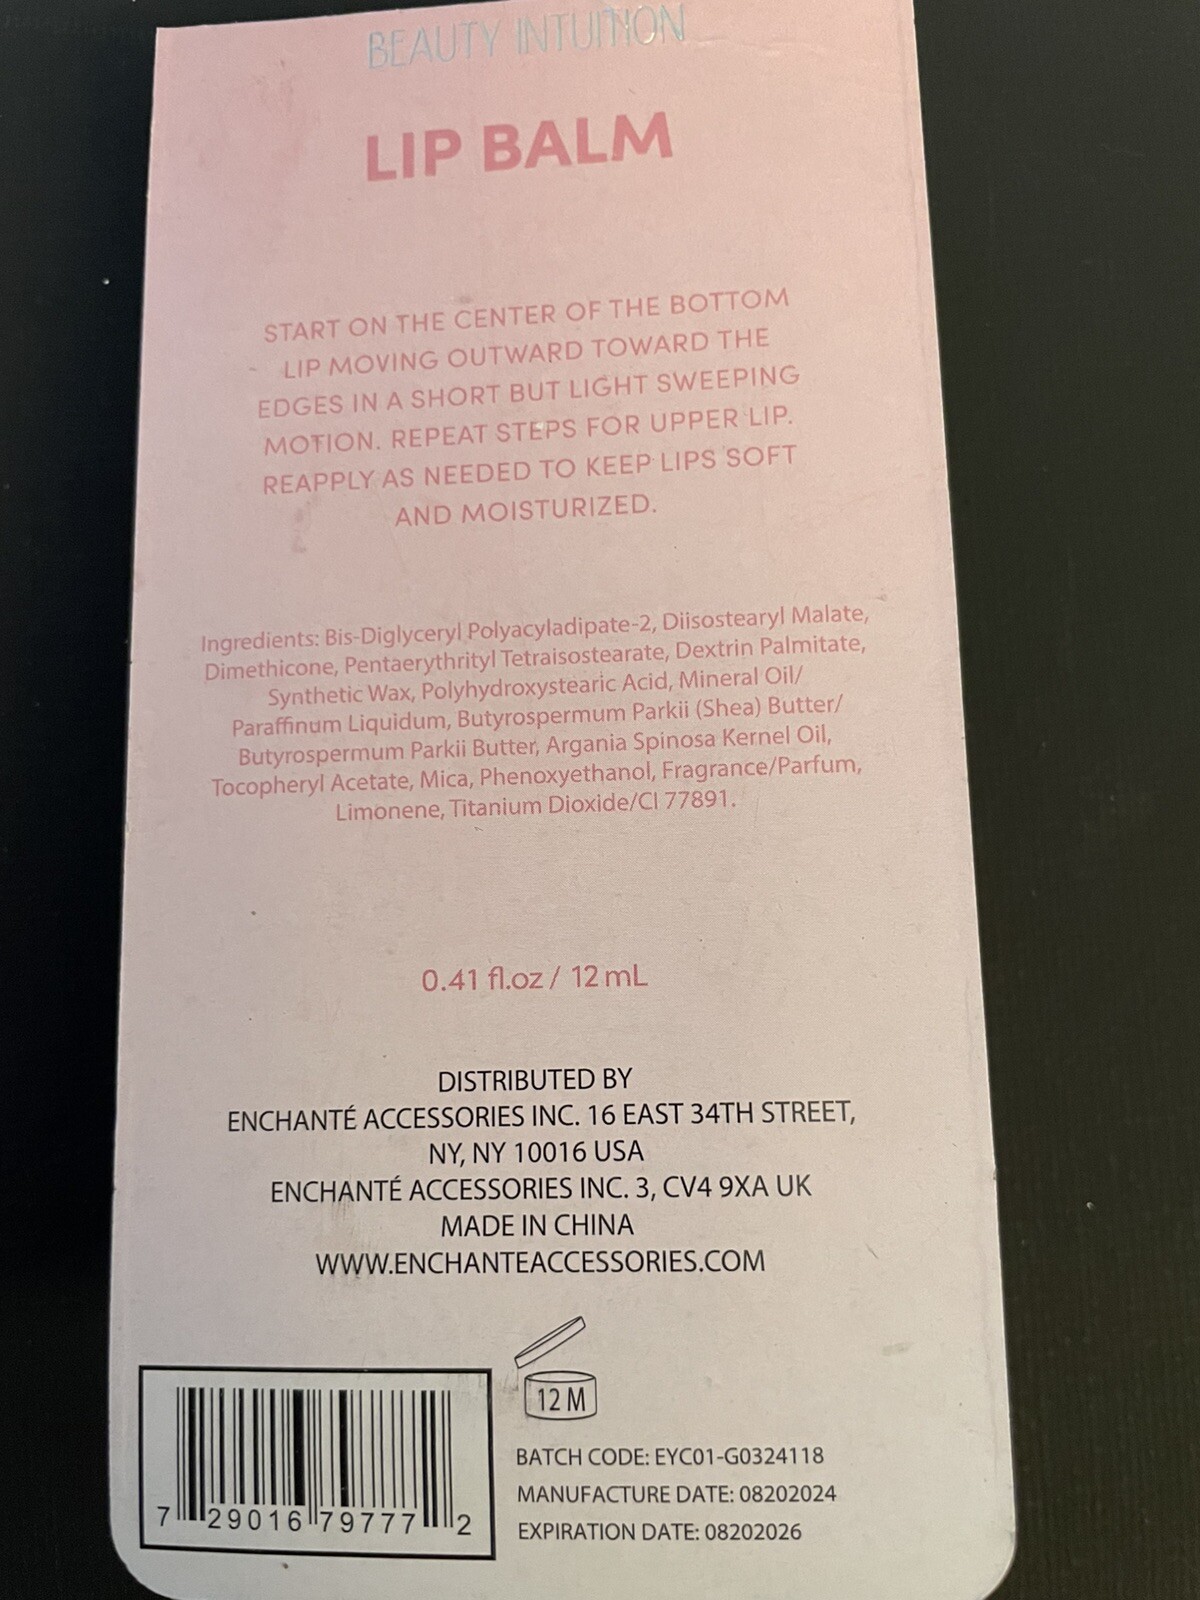 BEAUTY INTUITION
LIP BALM
START ON THE CENTER OF THE BOTTOM
LIP MOVING OUTWARD TOWARD THE
EDGES IN A SHORT BUT LIGHT SWEEPING
MOTION. REPEAT STEPS FOR UPPER LIP.
REAPPLY AS NEEDED TO KEEP LIPS SOFT
AND MOISTURIZED.
Ingredients: Bis-Diglyceryl Polyacyladipate-2, Diisostearyl Malate,
Dimethicone, Pentaerythrityl Tetraisostearate, Dextrin Palmitate,
Synthetic Wax, Polyhydroxystearic Acid, Mineral Oil/
Paraffinum Liquidum, Butyrospermum Parkii (Shea) Butter/
Butyrospermum Parkii Butter, Argania Spinosa Kernel Oil,
Tocopheryl Acetate, Mica, Phenoxyethanol, Fragrance/Parfum,
Limonene, Titanium Dioxide/CI 77891.
0.41 fl.oz / 12 mL
DISTRIBUTED BY
ENCHANTÉ ACCESSORIES INC. 16 EAST 34TH STREET,
NY, NY 10016 USA
ENCHANTÉ ACCESSORIES INC. 3, CV4 9XA UK
MADE IN CHINA
WWW.ENCHANTEACCESSORIES.COM
12 M
BATCH CODE: EYC01-G0324118
MANUFACTURE DATE: 08202024
EXPIRATION DATE: 08202026
7 29016 79777 2